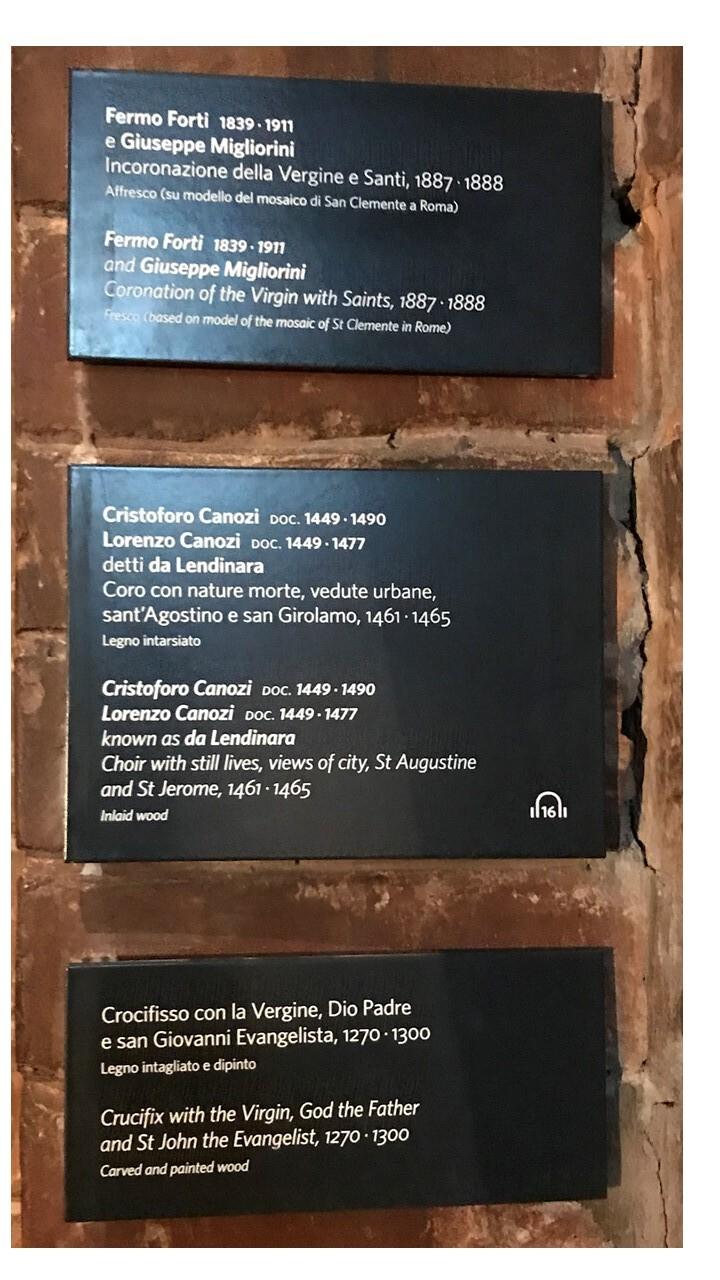 Fermo Forti 1839 · 1911
e Giuseppe Migliorini
Incoronazione della Vergine e Santi, 1887 · 1888
Affresco (su modello del mosaico di San Clemente a Roma)
Fermo Forti 1839 · 1911
and Giuseppe Migliorini
Coronation of the Virgin with Saints, 1887 · 1888
Fresco (based on model of the mosaic of St Clemente in Rome)
Cristoforo Canozi DOC. 1449 · 1490
Lorenzo Canozi DOC. 1449 · 1477
detti da Lendinara
Coro con nature morte, vedute urbane,
sant'Agostino e san Girolamo, 1461 · 1465
Legno intarsiato
Cristoforo Canozi DOC. 1449 · 1490
Lorenzo Canozi DOC. 1449 · 1477
known as da Lendinara
Choir with still lives, views of city, St Augustine
and St Jerome, 1461 · 1465
Inlaid wood
16
Crocifisso con la Vergine, Dio Padre
e san Giovanni Evangelista, 1270 · 1300
Legno intagliato e dipinto
Crucifix with the Virgin, God the Father
and St John the Evangelist, 1270 · 1300
Carved and painted wood